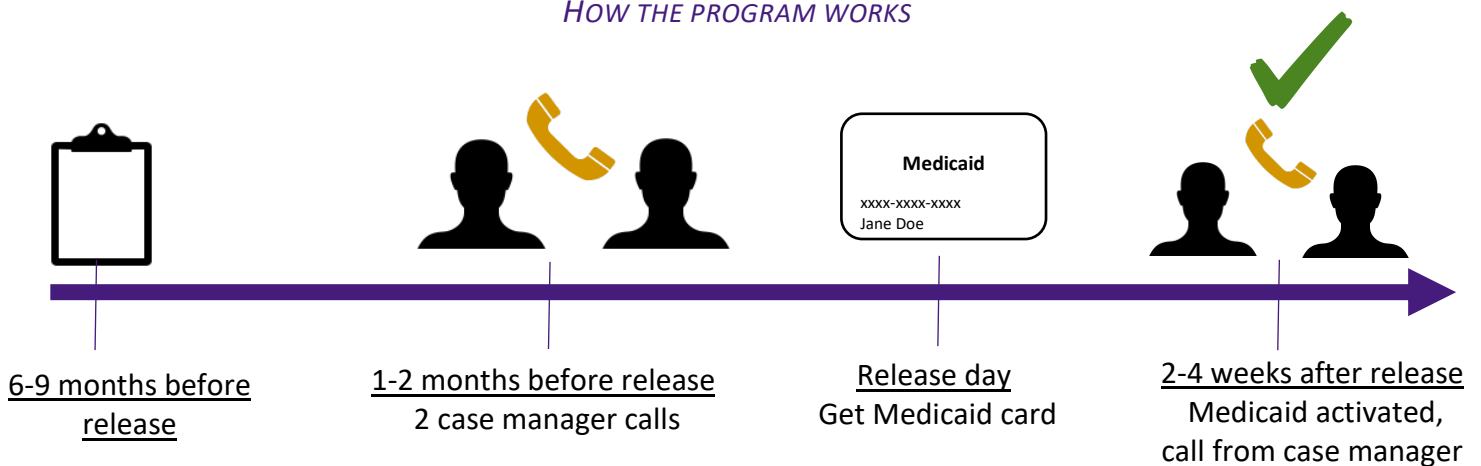 HOW THE PROGRAM WORKS
Medicaid
xxxx-xxxx-xxxx
Jane Doe
6-9 months before
release
1-2 months before release
2 case manager calls
Release day
Get Medicaid card
2-4 weeks after release
Medicaid activated,
call from case manager